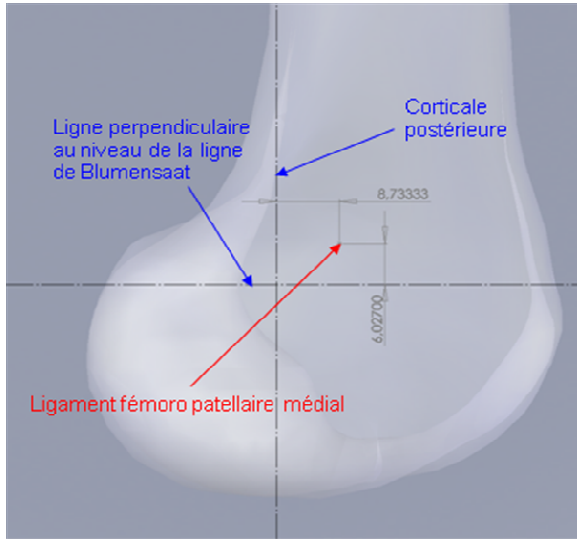 Corticale
postérieure
Ligne perpendiculaire
au niveau de la ligne
de Blumensaat
8.73333
6.02700
Ligament fémoro patellaire médial